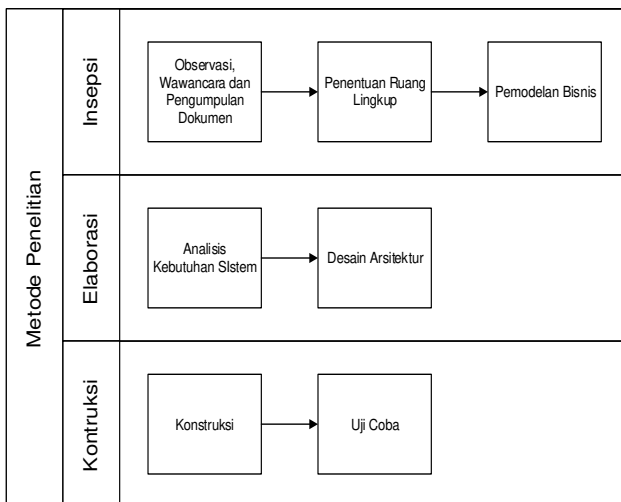 Metode Penelitian
Insepsi
Observasi,
Wawancara dan
Pengumpulan
Dokumen
Penentuan Ruang
Lingkup
Pemodelan Bisnis
Elaborasi
Analisis
Kebutuhan SIstem
Desain Arsitektur
Kontruksi
Konstruksi
Uji Coba